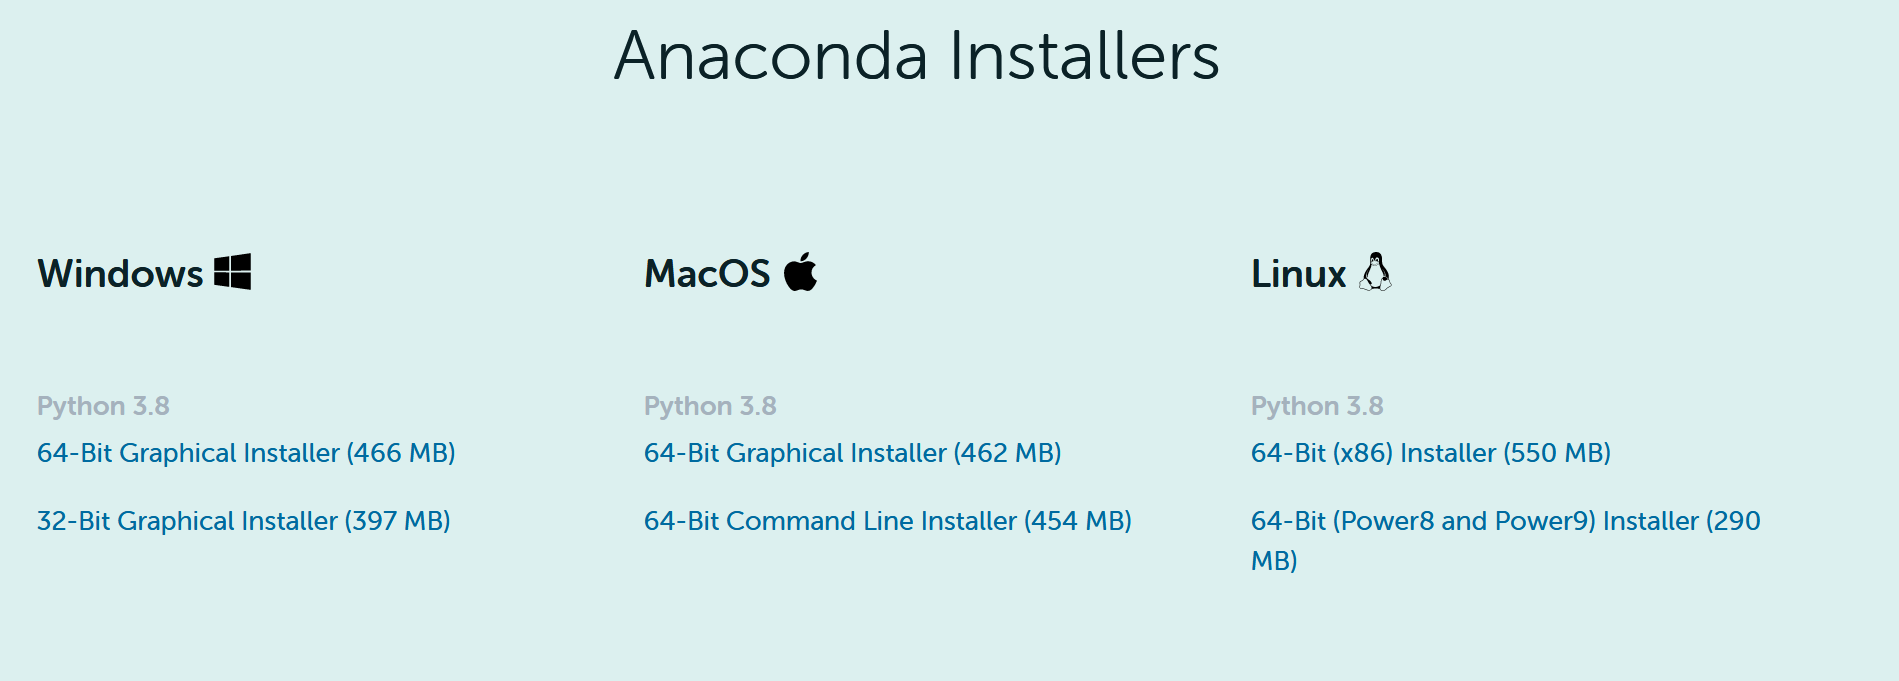 Anaconda Installers
Windows
Python 3.8
64-Bit Graphical Installer (466 MB)
32-Bit Graphical Installer (397 MB)
MacOS
Python 3.8
64-Bit Graphical Installer (462 MB)
64-Bit Command Line Installer (454 MB)
Linux
Python 3.8
64-Bit (x86) Installer (550 MB)
64-Bit (Power8 and Power9) Installer (290
MB)